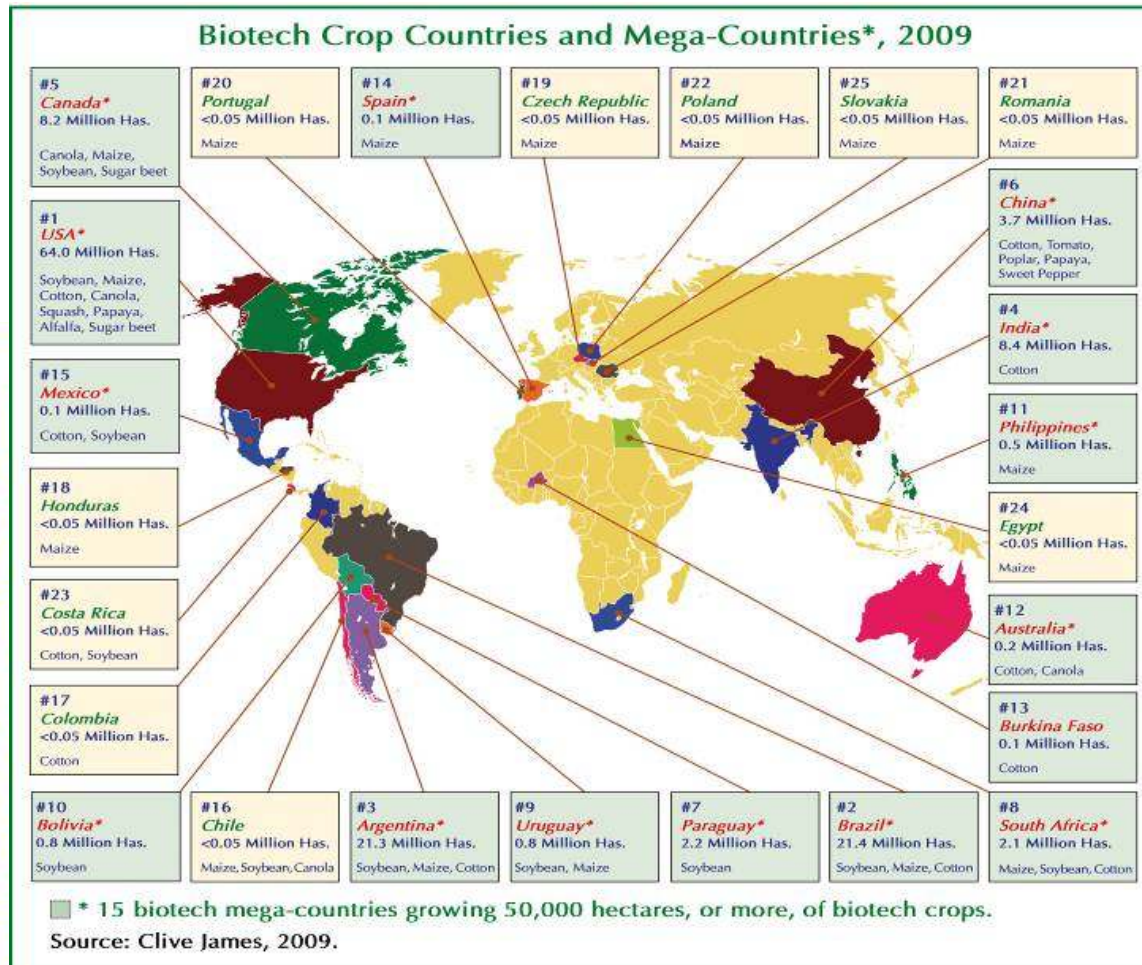 Biotech Crop Countries and Mega-Countries*, 2009
#5
Canada*
8.2 Million Has.
Canola, Maize,
Soybean, Sugar beet
#20
Portugal
<0.05 Million Has.
Maize
#14
Spain*
0.1 Million Has.
Maize
#19
Czech Republic
<0.05 Million Has.
Maize
#22
Poland
<0.05 Million Has.
Maize
#25
Slovakia
<0.05 Million Has.
Maize
#21
Romania
<0.05 Million Has.
Maize
#1
USA*
64.0 Million Has.
Soybean, Maize,
Cotton, Canola,
Squash, Papaya,
Alfalfa, Sugar beet
#6
China*
3.7 Million Has.
Cotton, Tomato,
Poplar, Papaya,
Sweet Pepper
#4
India*
8.4 Million Has.
Cotton
#15
Mexico*
0.1 Million Has.
Cotton, Soybean
#11
Philippines*
0.5 Million Has.
Maize
#18
Honduras
<0.05 Million Has.
Maize
#24
Egypt
<0.05 Million Has.
Maize
#23
Costa Rica
<0.05 Million Has.
Cotton, Soybean
#12
Australia*
0.2 Million Has.
Cotton, Canola
#17
Colombia
<0.05 Million Has.
Cotton
#13
Burkina Faso
0.1 Million Has.
Cotton
#10
Bolivia*
0.8 Million Has.
Soybean
#16
Chile
<0.05 Million Has.
Maize, Soybean, Canola
#3
Argentina*
21.3 Million Has.
Soybean, Maize, Cotton
#9
Uruguay*
0.8 Million Has.
Soybean, Maize
#7
Paraguay*
2.2 Million Has.
Soybean
#2
Brazil*
21.4 Million Has.
Soybean, Maize, Cotton
#8
South Africa*
2.1 Million Has.
Maize, Soybean, Cotton
* 15 biotech mega-countries growing 50,000 hectares, or more, of biotech crops.
Source: Clive James, 2009.